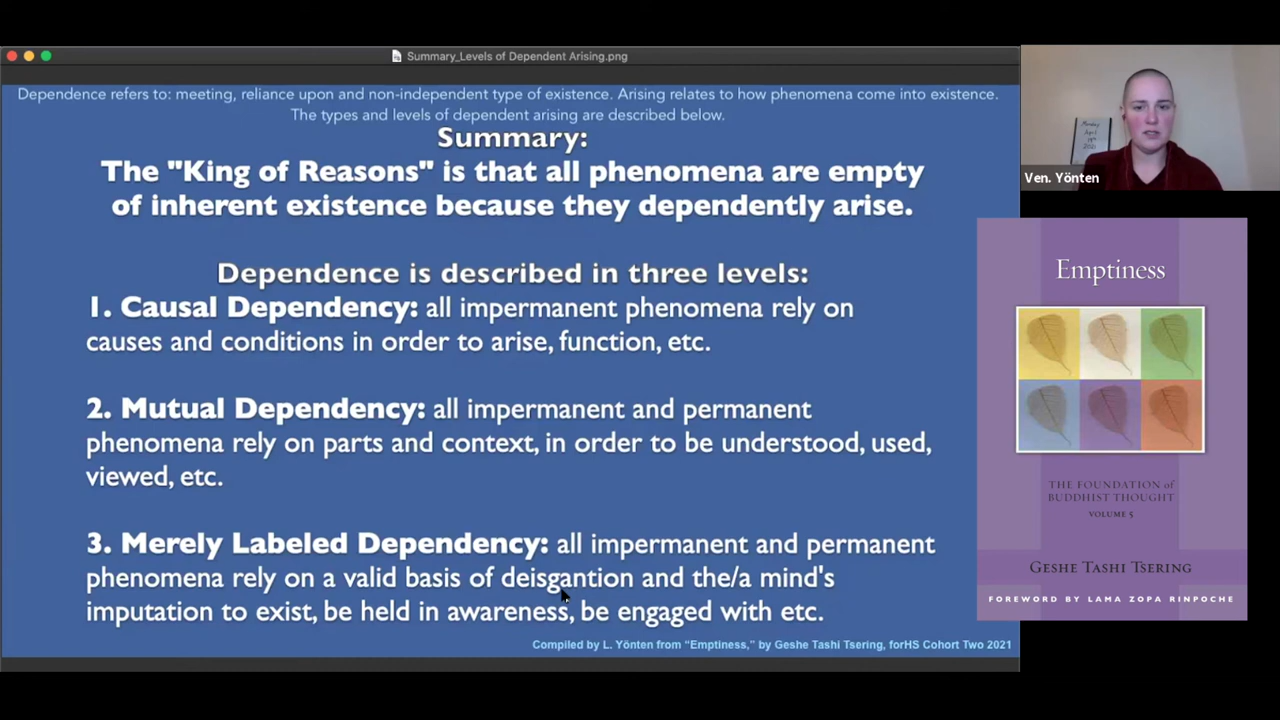 Summary_Levels of Dependent Arising.png
Dependence refers to: meeting, reliance upon and non-independent type of existence. Arising relates to how phenomena come into existence.
The types and levels of dependent arising are described below.
Summary:
The "King of Reasons" is that all phenomena are empty
of inherent existence because they dependently arise.
Dependence is described in three levels:
1. Causal Dependency: all impermanent phenomena rely on
causes and conditions in order to arise, function, etc.
2. Mutual Dependency: all impermanent and permanent
phenomena rely on parts and context, in order to be understood, used,
viewed, etc.
3. Merely Labeled Dependency: all impermanent and permanent
phenomena rely on a valid basis of deisgantion and the/a mind's
imputation to exist, be held in awareness, be engaged with etc.
Compiled by L. Yönten from "Emptiness," by Geshe Tashi Tsering, forHS Cohort Two 2021
Monday
April
2021
Ven. Yönten
Emptiness
THE FOUNDATION of
BUDDHIST THOUGHT
VOLUME 5
GESHE TASHI TSERING
FOREWORD BY LAMA ZOPA RINPOCHE